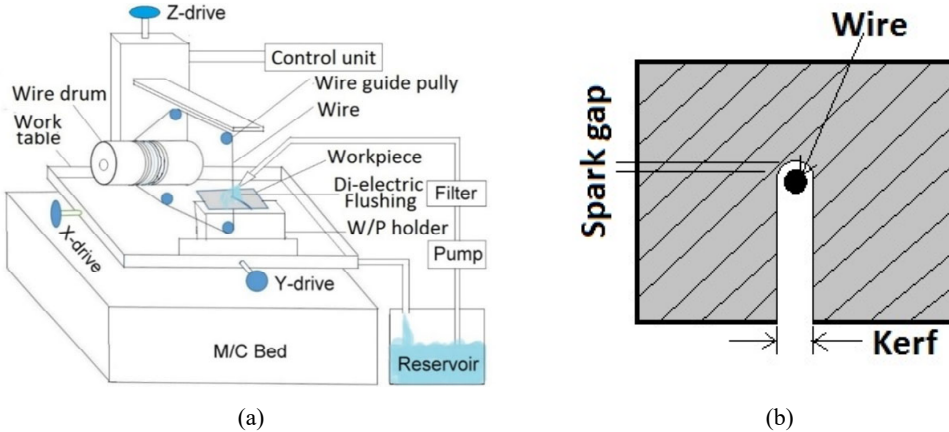 Z-drive
Control unit
Wire guide pully
Wire drum
Wire
Work
table
Workpiece
Di-electric
Flushing
Filter
W/P holder
Pump
X-drive
Y-drive
M/C Bed
Reservoir
(a)
Wire
Spark gap
Kerf
(b)